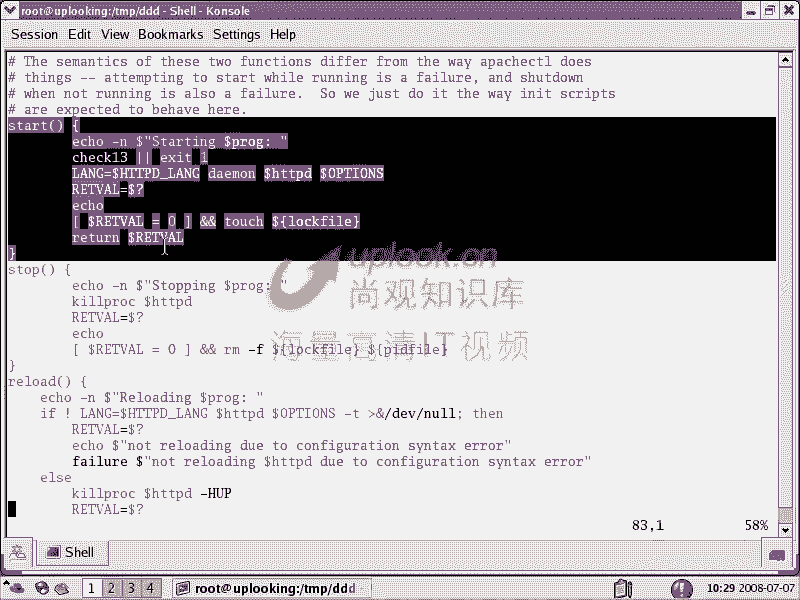 root@uplooking:/tmp/ddd - Shell - Konsole
Session Edit View Bookmarks Settings Help
# The semantics of these two functions differ from the way apachectl does
# things -- attempting to start while running is a failure, and shutdown
# when not running is also a failure.  So we just do it the way init scripts
# are expected to behave here.
start() {
        echo -n $"Starting $prog: "
        check13 || exit 1
        LANG=$HTTPD_LANG daemon $httpd $OPTIONS
        RETVAL=$?
        echo
        [ $RETVAL = 0 ] && touch ${lockfile}
        return $RETVAL
}
stop() {
        echo -n $"Stopping $prog: "
        killproc $httpd
        RETVAL=$?
        echo
        [ $RETVAL = 0 ] && rm -f ${lockfile} ${pidfile}
}
reload() {
    echo -n $"Reloading $prog: "
    if ! LANG=$HTTPD_LANG $httpd $OPTIONS -t >&/dev/null; then
        RETVAL=$?
        echo $"not reloading due to configuration syntax error"
        failure $"not reloading $httpd due to configuration syntax error"
    else
        killproc $httpd -HUP
        RETVAL=$?
83,1 58%
uplook.cn
尚观知识库
海量高清IT视频
Shell
1 2 3 4 root@uplooking:/tmp/ddd 10:29 2008-07-07